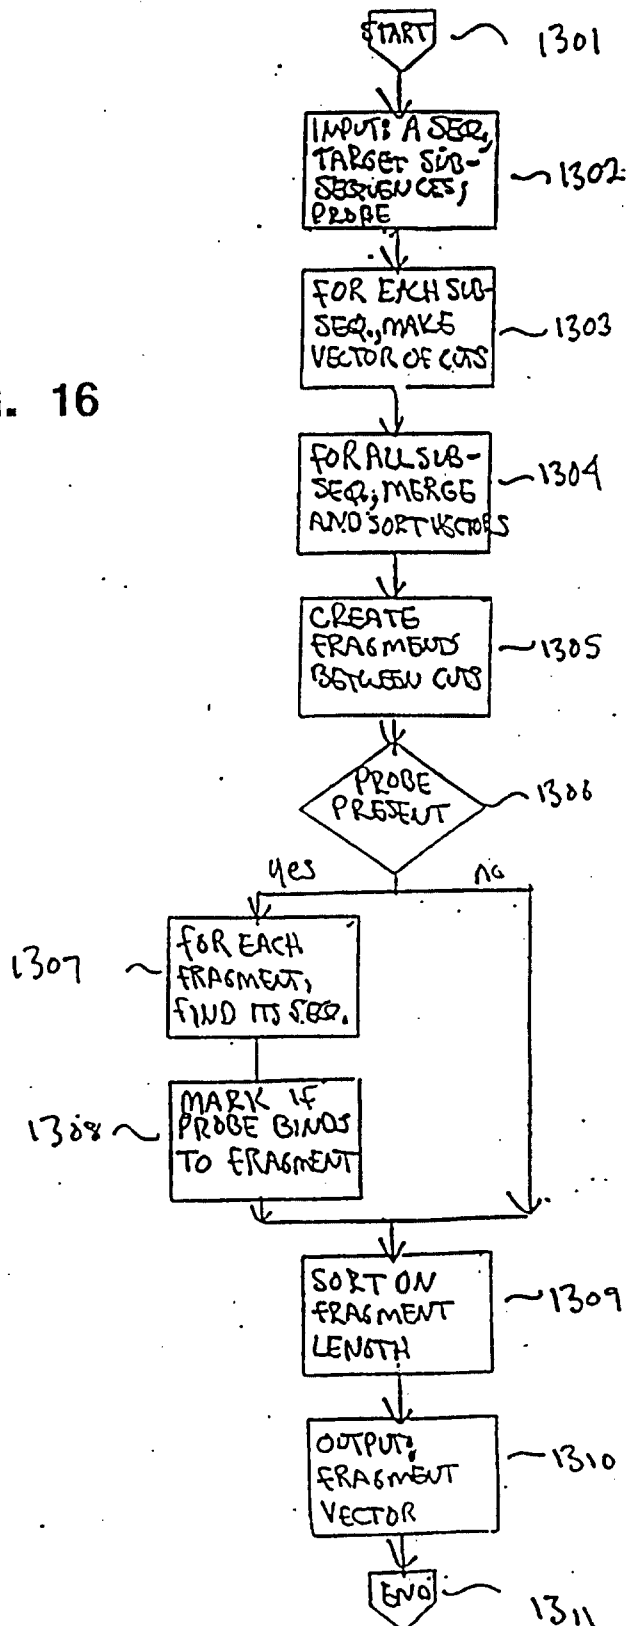 START
1301
INPUT: A SEQ,
TARGET SUB-
SEQUENCES,
PROBE
1302
FOR EACH SUB-
SEQ., MAKE
VECTOR OF CUTS
1303
. 16
FOR ALL SUB-
SEQ., MERGE
AND SORT VECTORS
1304
CREATE
FRAGMENTS
BETWEEN CUTS
1305
PROBE
PRESENT
1306
yes
no
FOR EACH
FRAGMENT,
FIND ITS SEQ.
1307
MARK IF
PROBE BINDS
TO FRAGMENT
1308
SORT ON
FRAGMENT
LENGTH
1309
OUTPUT:
FRAGMENT
VECTOR
1310
END
1311